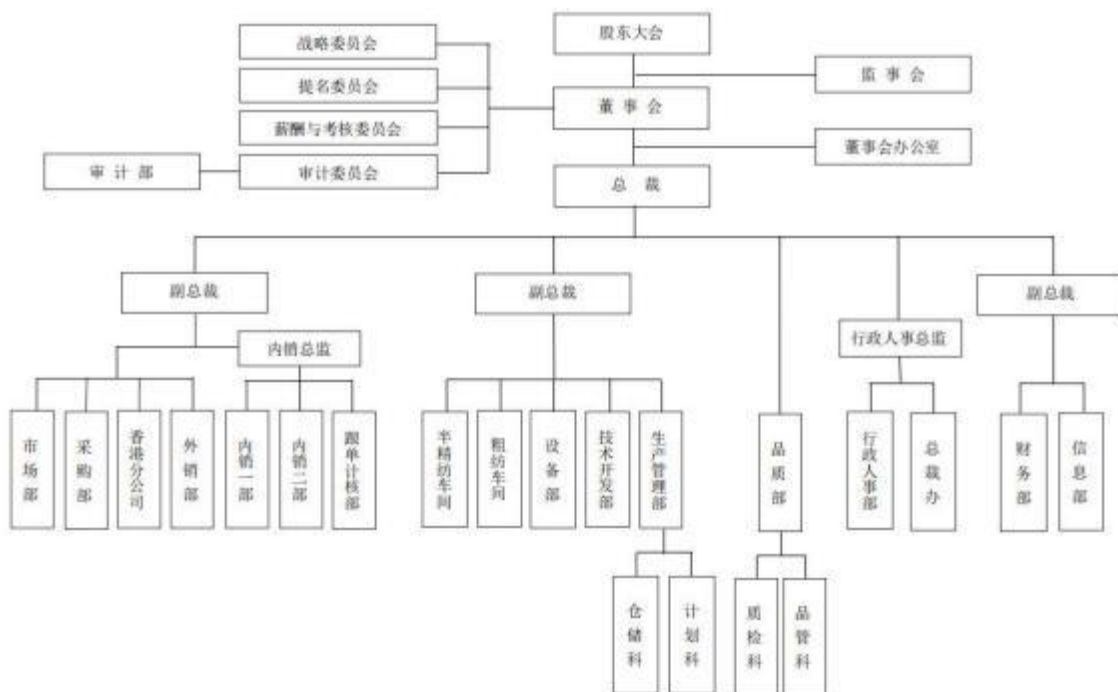 股东大会
战略委员会
监事会
提名委员会
董事会
薪酬与考核委员会
董事会办公室
审计部
审计委员会
总裁
副总裁
副总裁
副总裁
行政人事总监
内销总监
市场部
采购部
香港分公司
外销部
内销一部
内销二部
跟单计核部
半精纺车间
粗纺车间
设备部
技术开发部
生产管理部
品质部
行政人事部
总裁办
财务部
信息部
仓储科
计划科
质检科
品管科